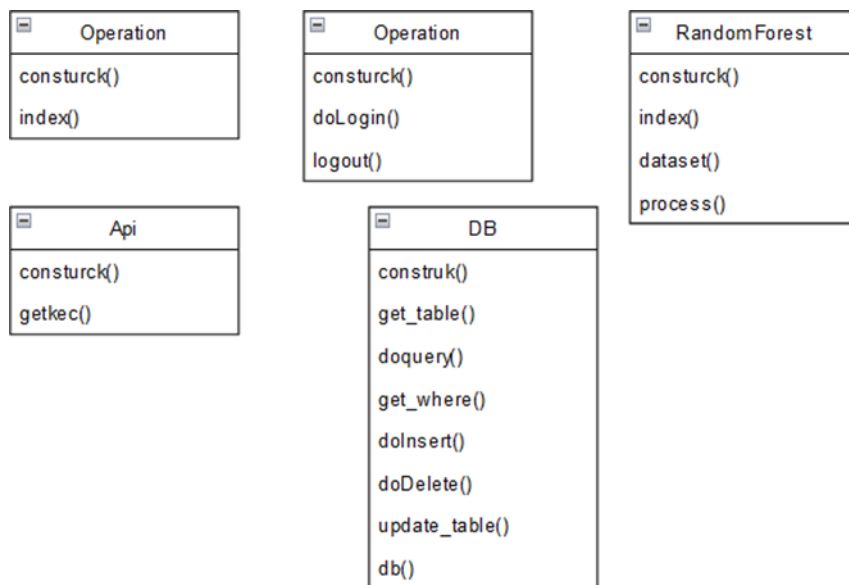 Operation
consturck()
index()
Operation
consturck()
doLogin()
logout()
RandomForest
consturck()
index()
dataset()
process()
Api
consturck()
getkec()
DB
construk()
get_table()
doquery()
get_where()
doInsert()
doDelete()
update_table()
db()